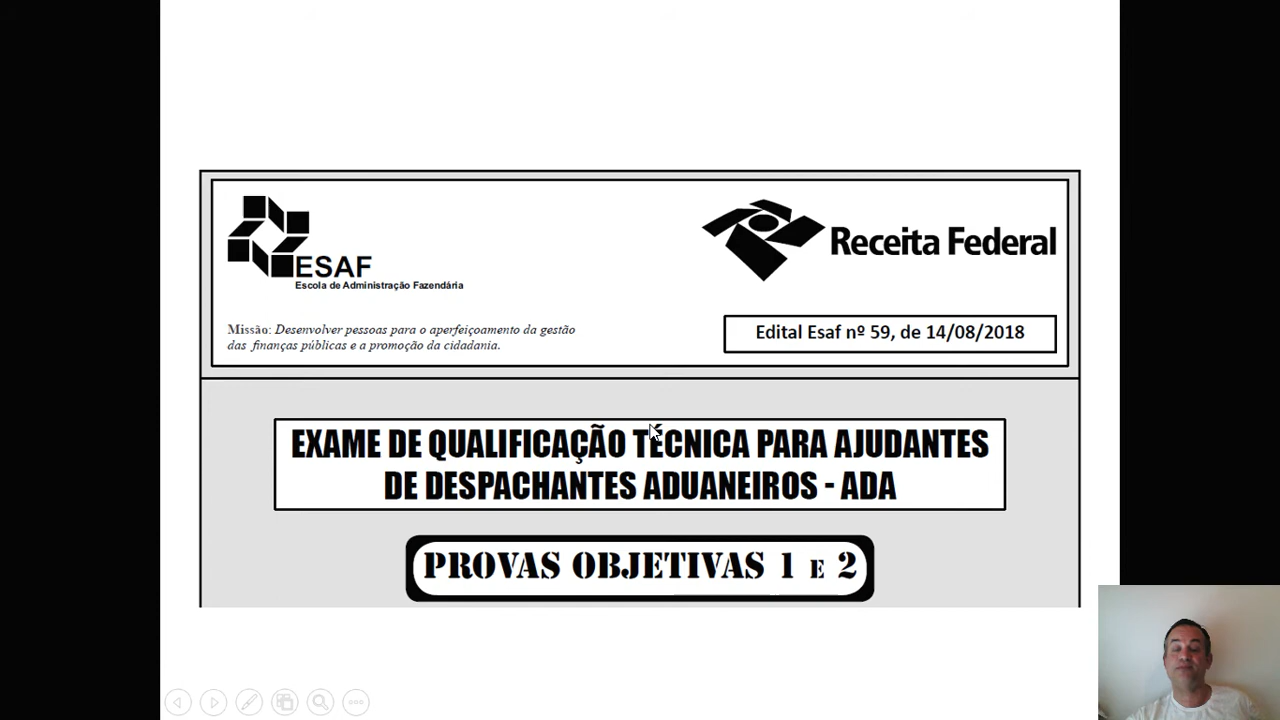 ESAF
Escola de Administração Fazendária
Receita Federal
Missão: Desenvolver pessoas para o aperfeiçoamento da gestão
das finanças públicas e a promoção da cidadania.
Edital Esaf nº 59, de 14/08/2018
EXAME DE QUALIFICAÇÃO TÉCNICA PARA AJUDANTES
DE DESPACHANTES ADUANEIROS - ADA
PROVAS OBJETIVAS 1 E 2